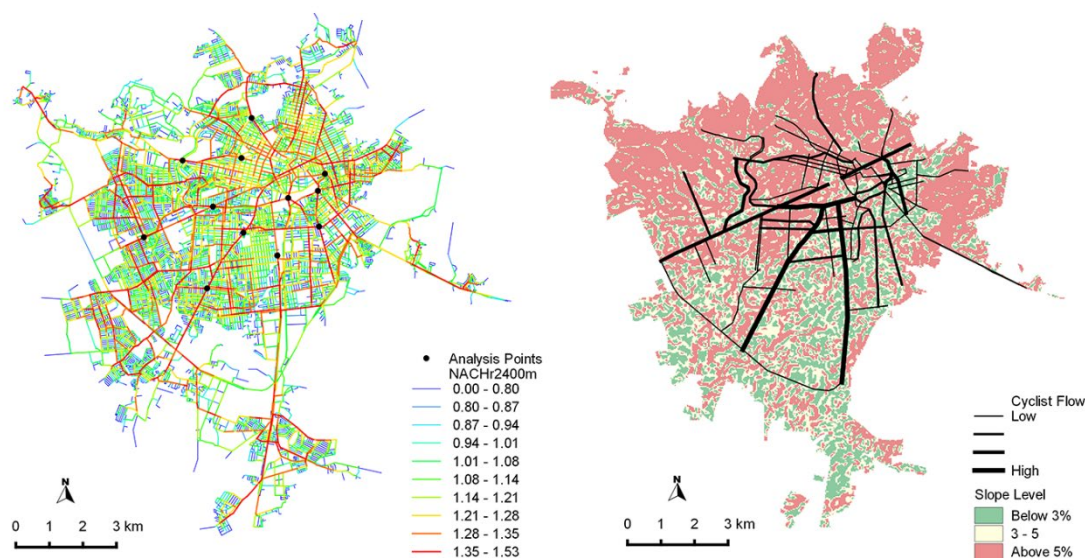 Analysis Points
NACHr2400m
0.00 - 0.80
0.80 - 0.87
0.87 - 0.94
0.94 - 1.01
1.01 - 1.08
1.08 - 1.14
1.14 - 1.21
1.21 - 1.28
1.28 - 1.35
1.35 - 1.53
N
0 1 2 3 km
Cyclist Flow
Low
High
Slope Level
Below 3%
3 - 5
Above 5%
N
0 1 2 3 km